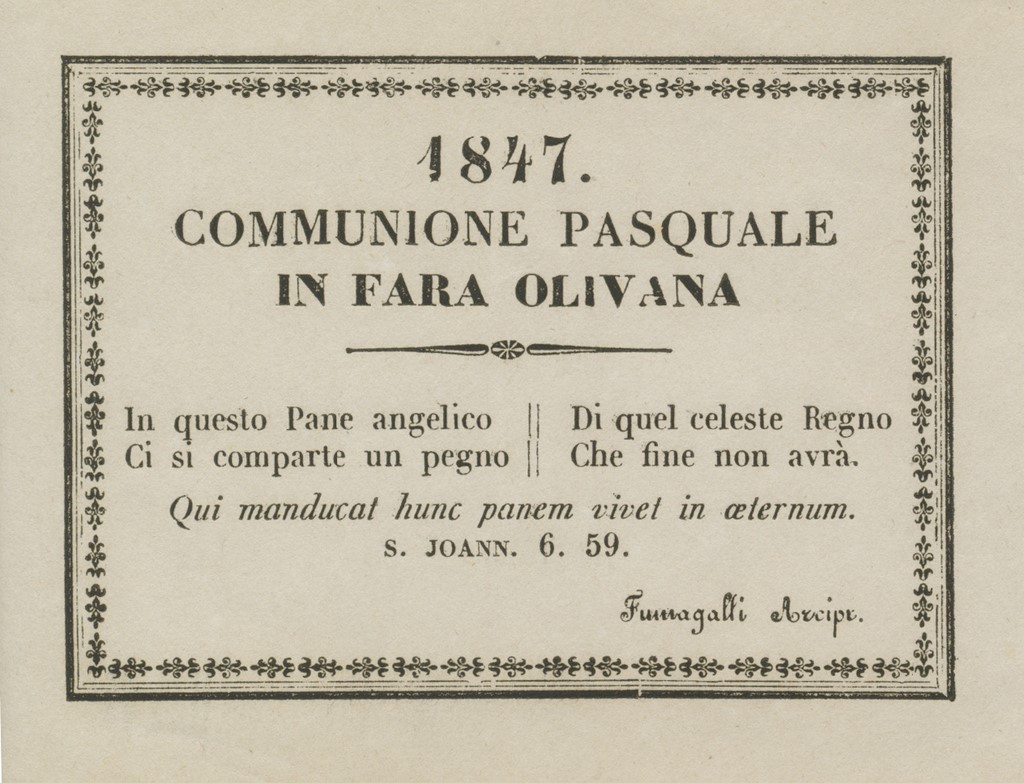 1847.
COMMUNIONE PASQUALE
IN FARA OLIVANA
In questo Pane angelico || Di quel celeste Regno
Ci si comparte un pegno || Che fine non avrà.
Qui manducat hunc panem vivet in æternum.
S. JOANN. 6. 59.
Fumagalli Arcipr.